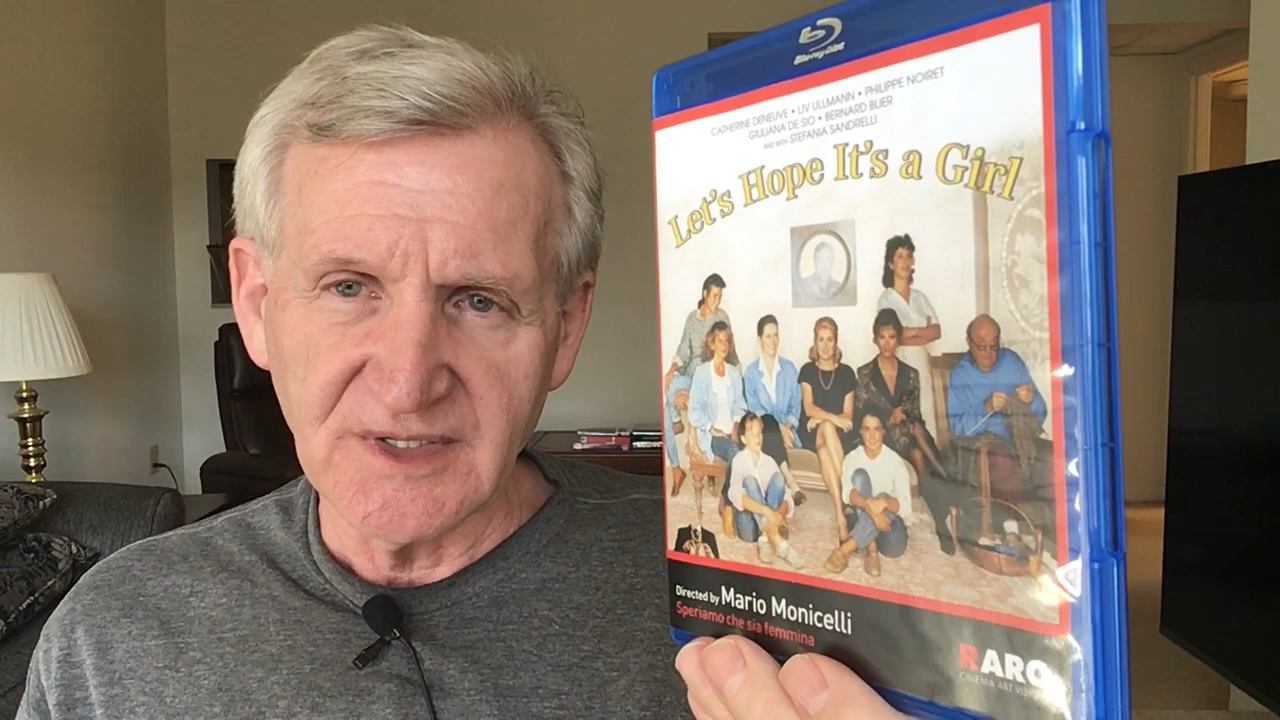 Blu-ray Disc
CATHERINE DENEUVE • LIV ULLMANN • PHILIPPE NOIRET
GIULIANA DE SIO • BERNARD BLIER
AND WITH STEFANIA SANDRELLI
Let's Hope It's a Girl
Directed by Mario Monicelli
Speriamo che sia femmina
RARO
CINEMA ART